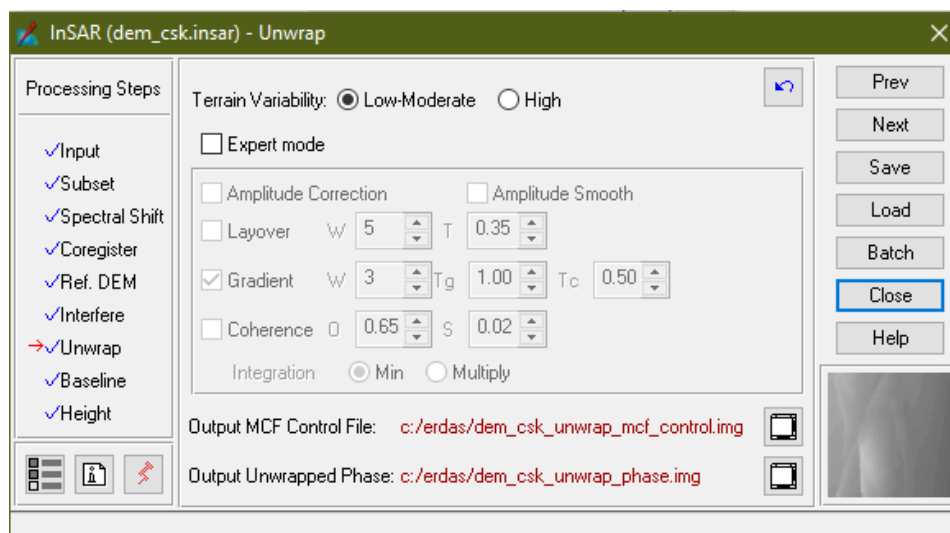 InSAR (dem_csk.insar) - Unwrap
Processing Steps
Input
Subset
Spectral Shift
Coregister
Ref. DEM
Interfere
Unwrap
Baseline
Height
Terrain Variability: Low-Moderate High
Expert mode
Amplitude Correction Amplitude Smooth
Layover W 5 T 0.35
Gradient W 3 Tg 1.00 Tc 0.50
Coherence O 0.65 S 0.02
Integration Min Multiply
Output MCF Control File: c:/erdas/dem_csk_unwrap_mcf_control.img
Output Unwrapped Phase: c:/erdas/dem_csk_unwrap_phase.img
Prev
Next
Save
Load
Batch
Close
Help